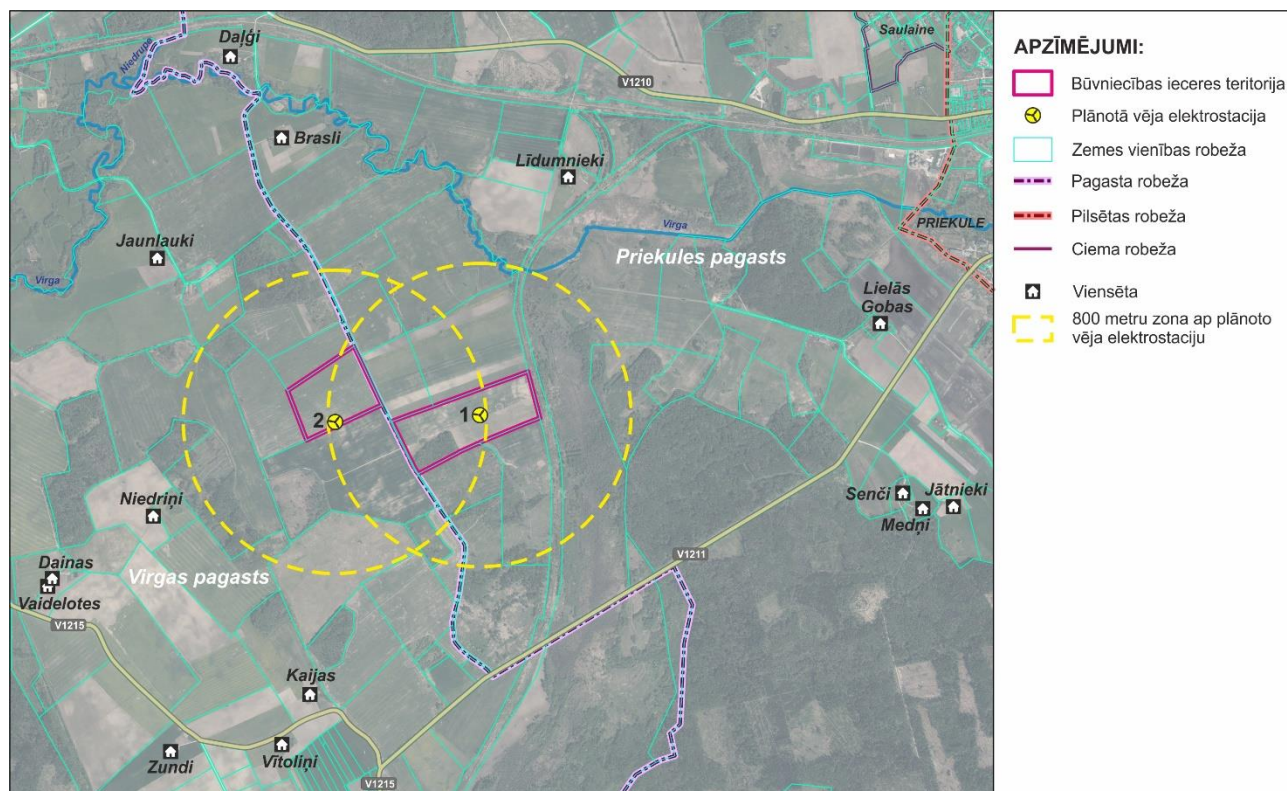 Saulaine
Daļģi
Niedrupe
V1210
Brasli
Līdumnieki
Virga
PRIEKULE
Jaunlauki
Priekules pagasts
Virga
Lielās
Gobas
2
1
Niedriņi
Senči
Jātnieki
Medņi
Dainas
Vaidelotes
Virgas pagasts
V1211
V1215
Kaijas
Zundi
Vītoliņi
V1215
APZĪMĒJUMI:
Būvniecības ieceres teritorija
Plānotā vēja elektrostacija
Zemes vienības robeža
Pagasta robeža
Pilsētas robeža
Ciema robeža
Viensēta
800 metru zona ap plānoto
vēja elektrostaciju